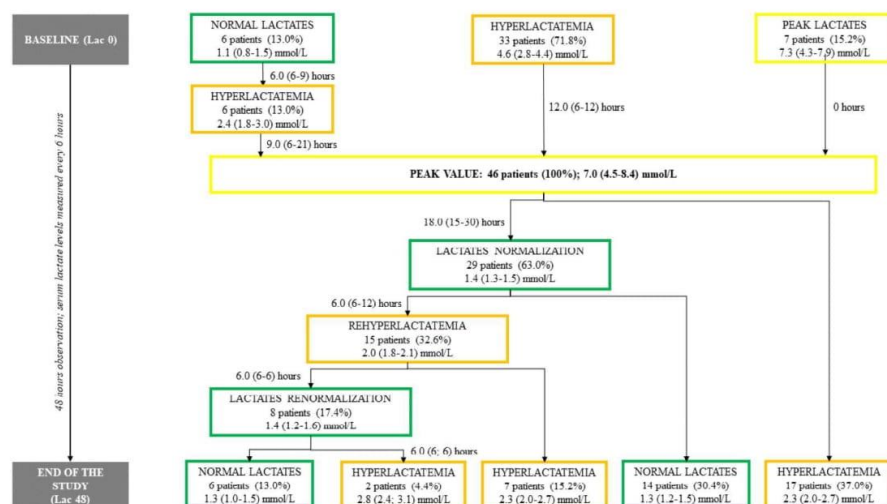 BASELINE (Lac 0)
NORMAL LACTATES
6 patients (13.0%)
1.1 (0.8-1.5) mmol/L
HYPERLACTATEMIA
33 patients (71.8%)
4.6 (2.8-4.4) mmol/L
PEAK LACTATES
7 patients (15.2%)
7.3 (4.3-7.9) mmol/L
6.0 (6-9) hours
HYPERLACTATEMIA
6 patients (13.0%)
2.4 (1.8-3.0) mmol/L
12.0 (6-12) hours
0 hours
9.0 (6-21) hours
PEAK VALUE: 46 patients (100%); 7.0 (4.5-8.4) mmol/L
48 hours observation; serum lactate levels measured every 6 hours
18.0 (15-30) hours
LACTATES NORMALIZATION
29 patients (63.0%)
1.4 (1.3-1.5) mmol/L
6.0 (6-12) hours
REHYPERLACTATEMIA
15 patients (32.6%)
2.0 (1.8-2.1) mmol/L
6.0 (6-6) hours
LACTATES RENORMALIZATION
8 patients (17.4%)
1.4 (1.2-1.6) mmol/L
6.0 (6; 6) hours
END OF THE
STUDY
(Lac 48)
NORMAL LACTATES
6 patients (13.0%)
1.3 (1.0-1.5) mmol/L
HYPERLACTATEMIA
2 patients (4.4%)
2.8 (2.4; 3.1) mmol/L
HYPERLACTATEMIA
7 patients (15.2%)
2.3 (2.0-2.7) mmol/L
NORMAL LACTATES
14 patients (30.4%)
1.3 (1.2-1.5) mmol/L
HYPERLACTATEMIA
17 patients (37.0%)
2.3 (2.0-2.7) mmol/L